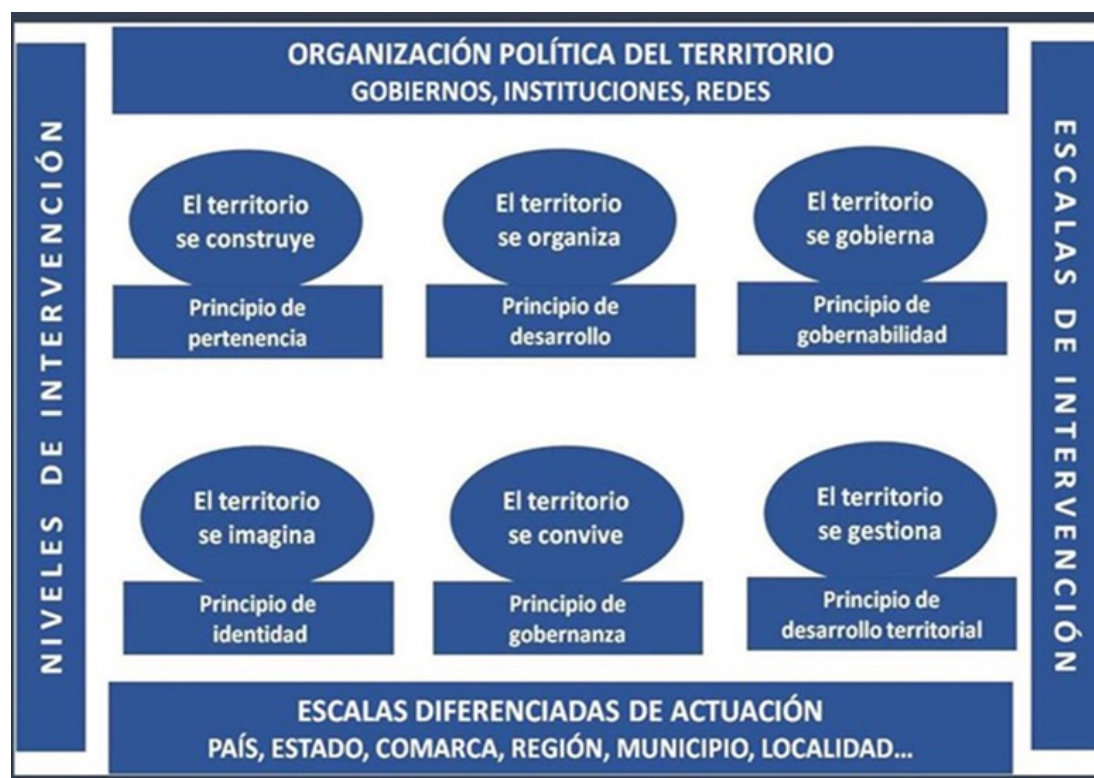 ORGANIZACIÓN POLÍTICA DEL TERRITORIO
GOBIERNOS, INSTITUCIONES, REDES
NIVELES DE INTERVENCIÓN
El territorio
se construye
Principio de
pertenencia
El territorio
se organiza
Principio de
desarrollo
El territorio
se gobierna
Principio de
gobernabilidad
El territorio
se imagina
Principio de
identidad
El territorio
se convive
Principio de
gobernanza
El territorio
se gestiona
Principio de
desarrollo territorial
ESCALAS DE INTERVENCIÓN
ESCALAS DIFERENCIADAS DE ACTUACIÓN
PAÍS, ESTADO, COMARCA, REGIÓN, MUNICIPIO, LOCALIDAD...